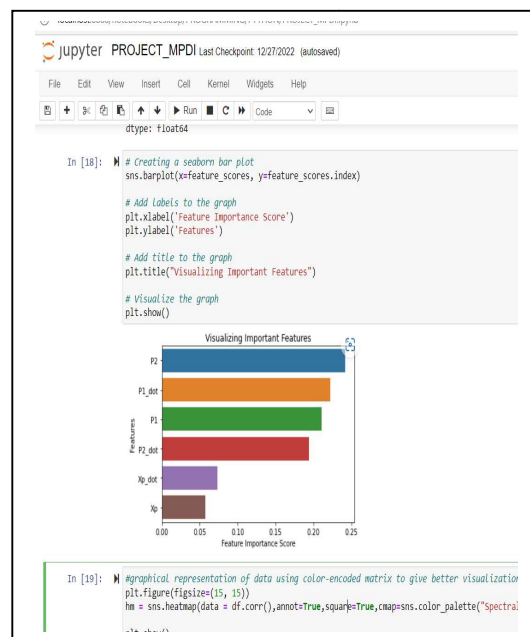 jupyter PROJECT_MPDI Last Checkpoint: 12/27/2022 (autosaved)
File Edit View Insert Cell Kernel Widgets Help
Run Code
dtype: float64
In [18]:
# Creating a seaborn bar plot
sns.barplot(x=feature_scores, y=feature_scores.index)
# Add labels to the graph
plt.xlabel('Feature Importance Score')
plt.ylabel('Features')
# Add title to the graph
plt.title("Visualizing Important Features")
# Visualize the graph
plt.show()
Visualizing Important Features
P2
P1_dot
P1
P2_dot
Xp_dot
Xp
Features
0.00 0.05 0.10 0.15 0.20 0.25
Feature Importance Score
In [19]:
#graphical representation of data using color-encoded matrix to give better visualization
plt.figure(figsize=(15, 15))
hm = sns.heatmap(data = df.corr(),annot=True,square=True,cmap=sns.color_palette("Spectral
plt.show()